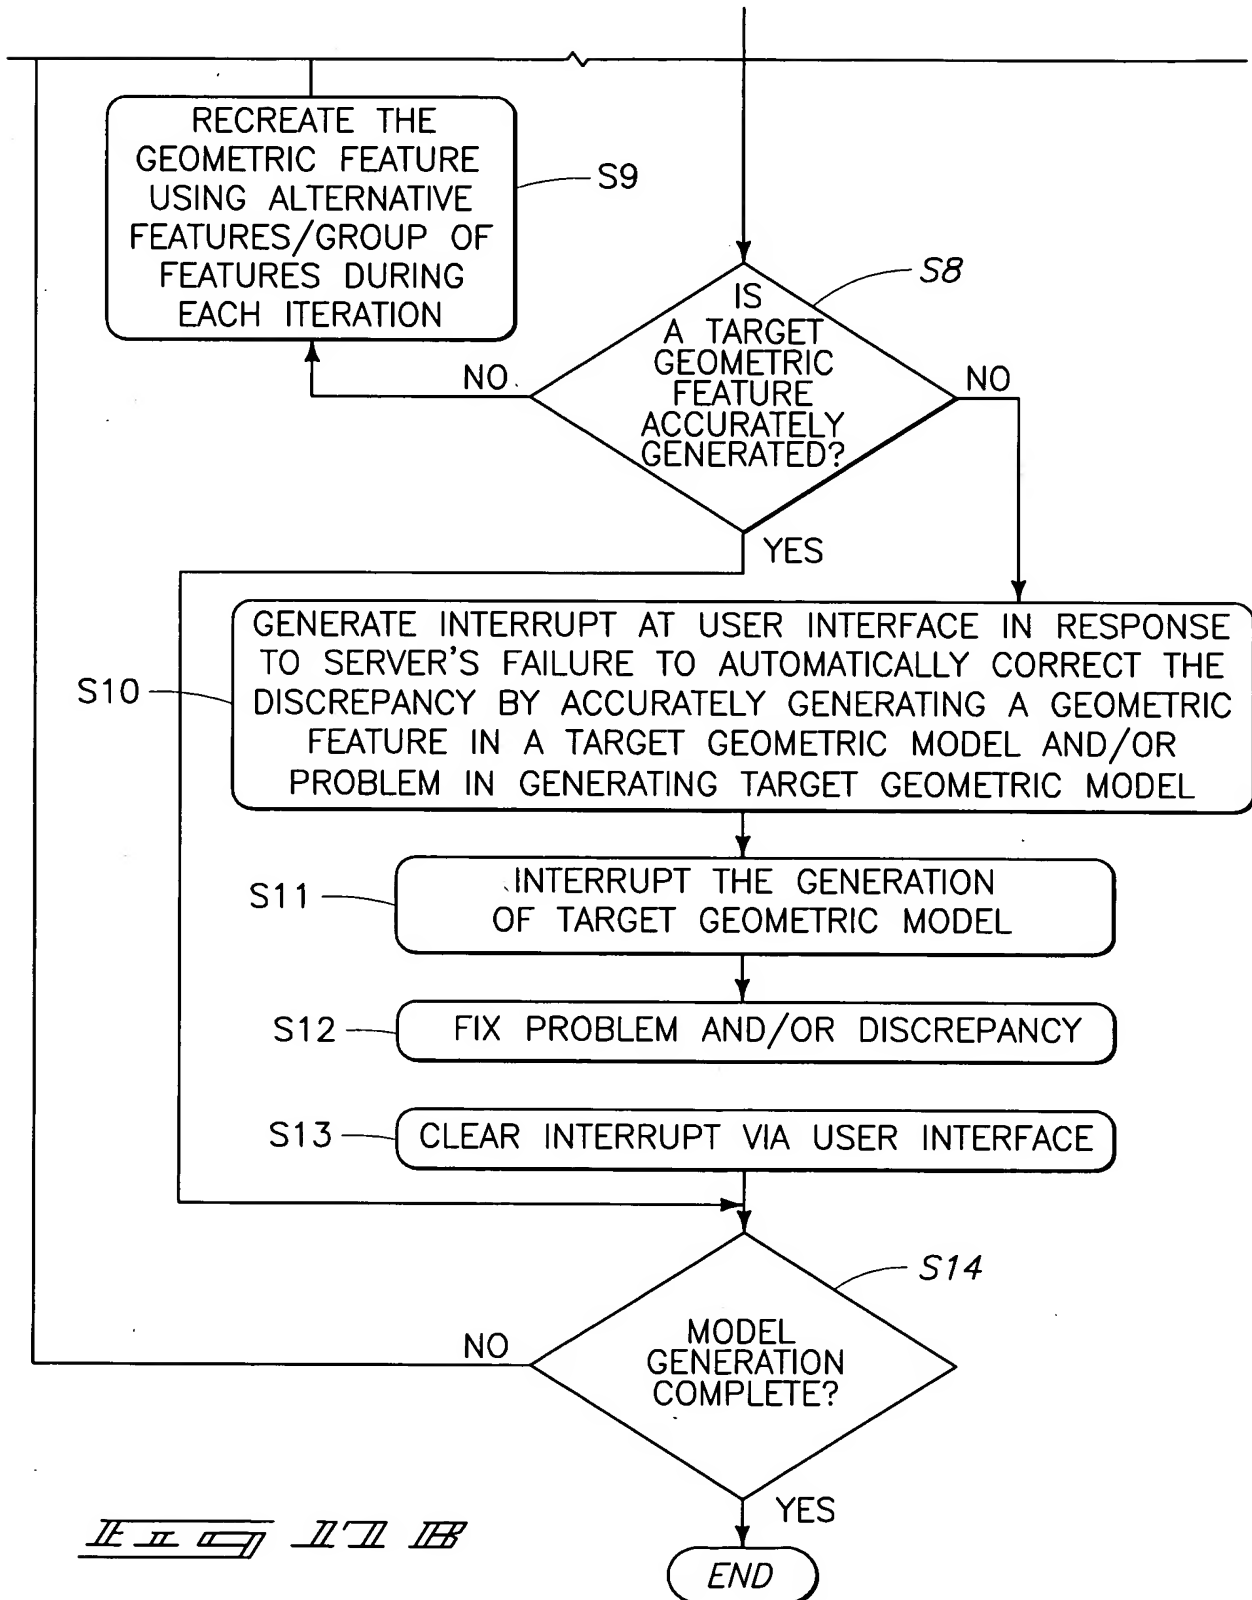 RECREATE THE
GEOMETRIC FEATURE
USING ALTERNATIVE
FEATURES/GROUP OF
FEATURES DURING
EACH ITERATION
S9
S8
IS
A TARGET
GEOMETRIC
FEATURE
ACCURATELY
GENERATED?
NO
NO
YES
GENERATE INTERRUPT AT USER INTERFACE IN RESPONSE
TO SERVER'S FAILURE TO AUTOMATICALLY CORRECT THE
DISCREPANCY BY ACCURATELY GENERATING A GEOMETRIC
FEATURE IN A TARGET GEOMETRIC MODEL AND/OR
PROBLEM IN GENERATING TARGET GEOMETRIC MODEL
S10
S11
INTERRUPT THE GENERATION
OF TARGET GEOMETRIC MODEL
S12
FIX PROBLEM AND/OR DISCREPANCY
S13
CLEAR INTERRUPT VIA USER INTERFACE
S14
MODEL
GENERATION
COMPLETE?
NO
YES
END
FIG 17 B